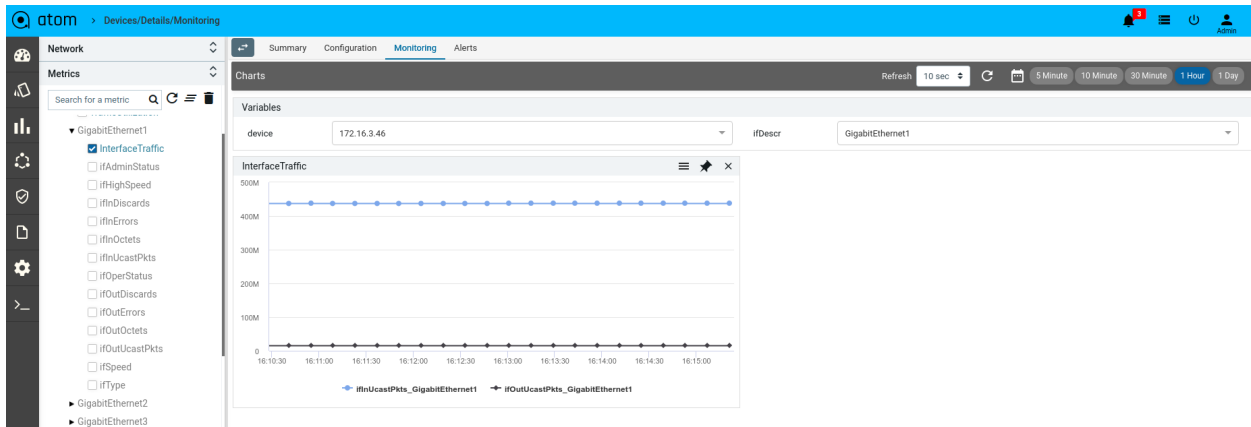 atom > Devices/Details/Monitoring
3
Admin
Network
Metrics
Search for a metric
GigabitEthernet1
InterfaceTraffic
ifAdminStatus
ifHighSpeed
ifInDiscards
ifInErrors
ifInOctets
ifInUcastPkts
ifOperStatus
ifOutDiscards
ifOutErrors
ifOutOctets
ifOutUcastPkts
ifSpeed
ifType
GigabitEthernet2
GigabitEthernet3
Summary Configuration Monitoring Alerts
Charts
Refresh 10 sec 5 Minute 10 Minute 30 Minute 1 Hour 1 Day
Variables
device 172.16.3.46 ifDescr GigabitEthernet1
InterfaceTraffic
500M
400M
300M
200M
100M
0
16:10:30 16:11:00 16:11:30 16:12:00 16:12:30 16:13:00 16:13:30 16:14:00 16:14:30 16:15:00
ifInUcastPkts_GigabitEthernet1 ifOutUcastPkts_GigabitEthernet1